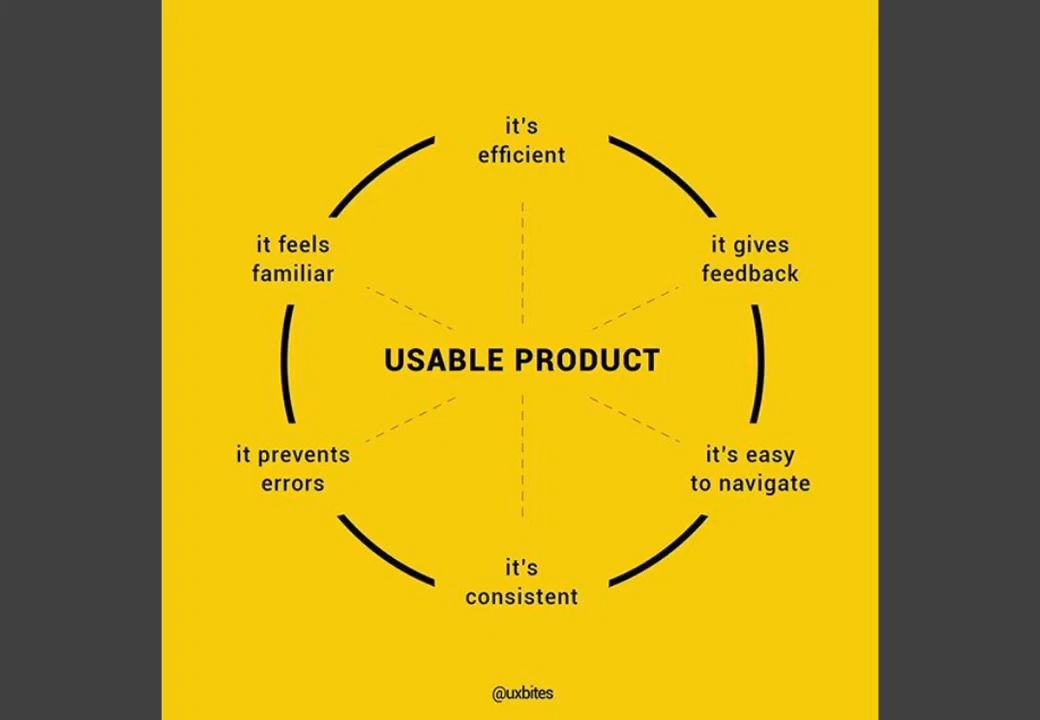 it's
efficient
it feels
familiar
it gives
feedback
USABLE PRODUCT
it prevents
errors
it's easy
to navigate
it's
consistent
@uxbites